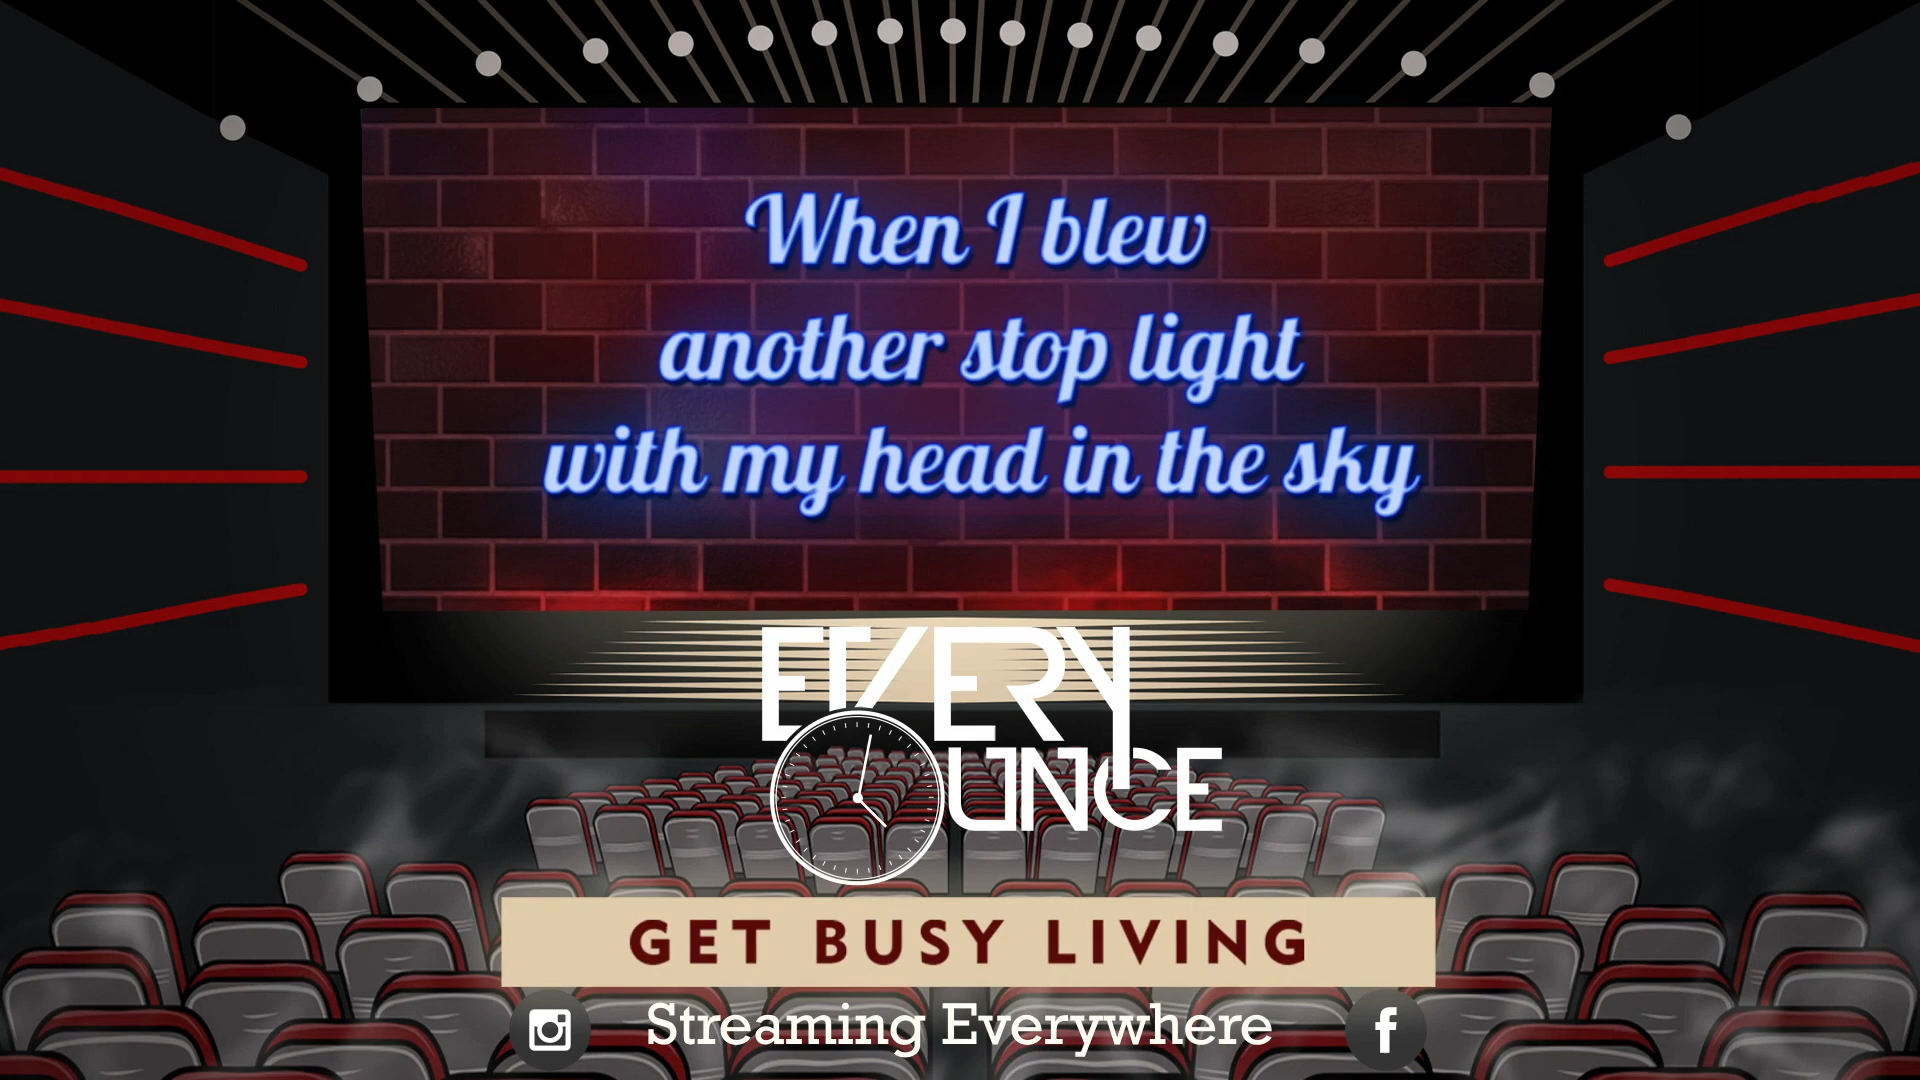 When I blew
another stop light
with my head in the sky
EVERY
OUNCE
GET BUSY LIVING
Streaming Everywhere